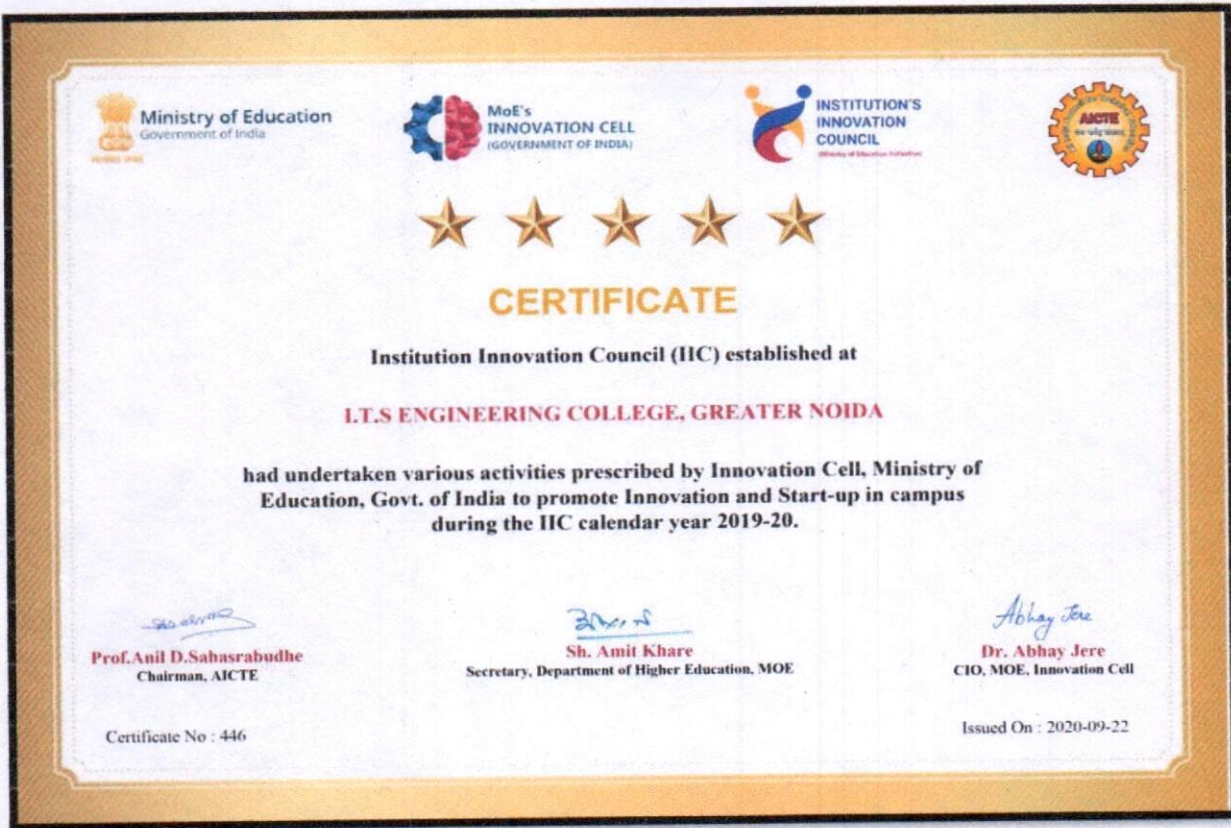 Ministry of Education
Government of India
MoE's
INNOVATION CELL
(GOVERNMENT OF INDIA)
INSTITUTION'S
INNOVATION
COUNCIL
(Ministry of Education Initiative)
AICTE
CERTIFICATE
Institution Innovation Council (IIC) established at
I.T.S ENGINEERING COLLEGE, GREATER NOIDA
had undertaken various activities prescribed by Innovation Cell, Ministry of
Education, Govt. of India to promote Innovation and Start-up in campus
during the IIC calendar year 2019-20.
Abhay Jere
Prof.Anil D.Sahasrabudhe
Chairman, AICTE
Sh. Amit Khare
Secretary, Department of Higher Education, MOE
Dr. Abhay Jere
CIO, MOE, Innovation Cell
Certificate No : 446
Issued On : 2020-09-22